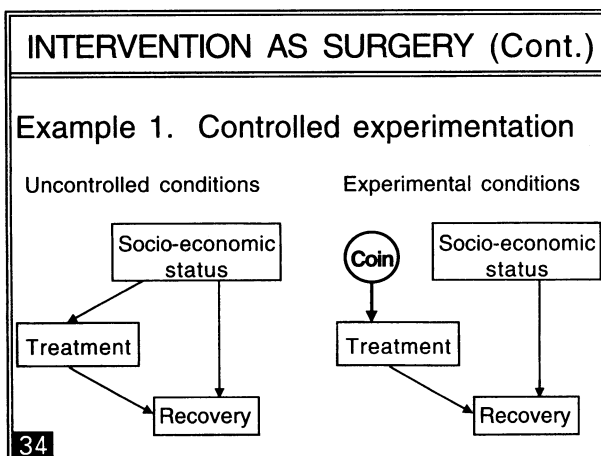 INTERVENTION AS SURGERY (Cont.)
Example 1. Controlled experimentation
Uncontrolled conditions
Socio-economic
status
Treatment
Recovery
Experimental conditions
Coin
Socio-economic
status
Treatment
Recovery
34